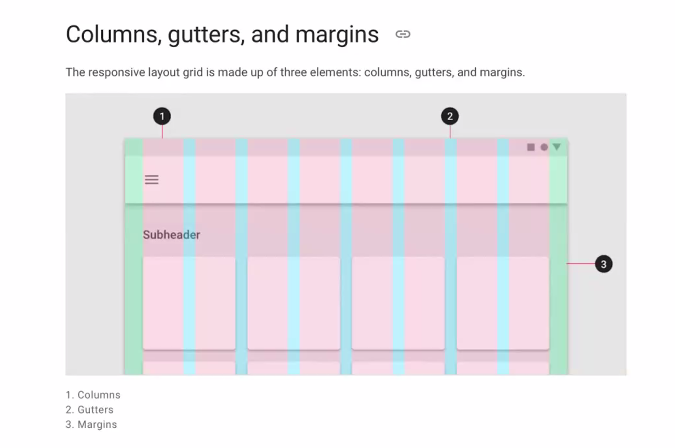 Columns, gutters, and margins
The responsive layout grid is made up of three elements: columns, gutters, and margins.
1
2
Subheader
3
1. Columns
2. Gutters
3. Margins